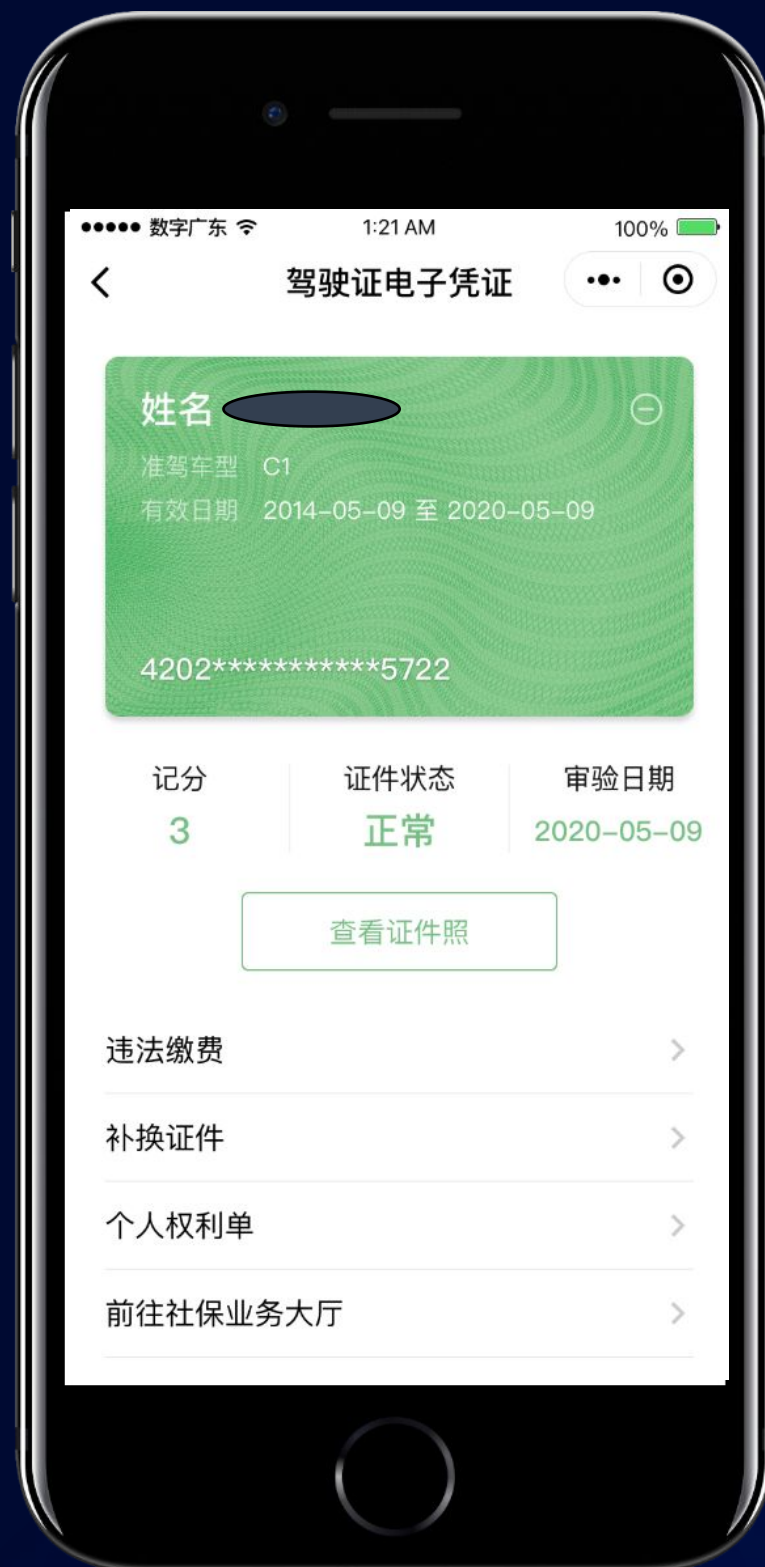 数字广东 1:21 AM 100%
驾驶证电子凭证
姓名
准驾车型 C1
有效日期 2014-05-09 至 2020-05-09
4202***********5722
记分 证件状态 审验日期
3 正常 2020-05-09
查看证件照
违法缴费
补换证件
个人权利单
前往社保业务大厅